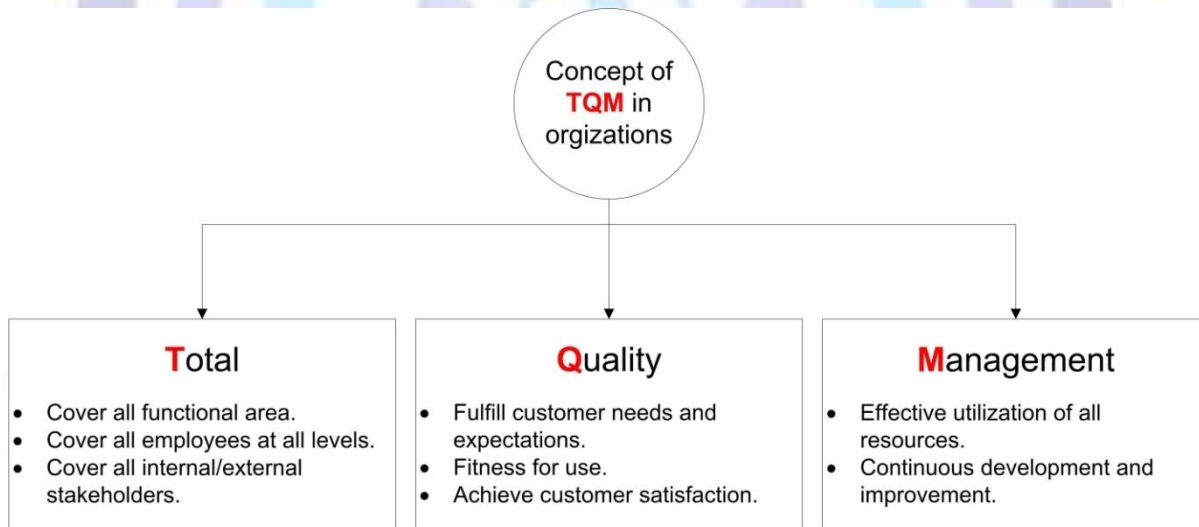 Concept of
TQM in
orgizations
Total
• Cover all functional area.
• Cover all employees at all levels.
• Cover all internal/external
stakeholders.
Quality
• Fulfill customer needs and
expectations.
• Fitness for use.
• Achieve customer satisfaction.
Management
• Effective utilization of all
resources.
• Continuous development and
improvement.